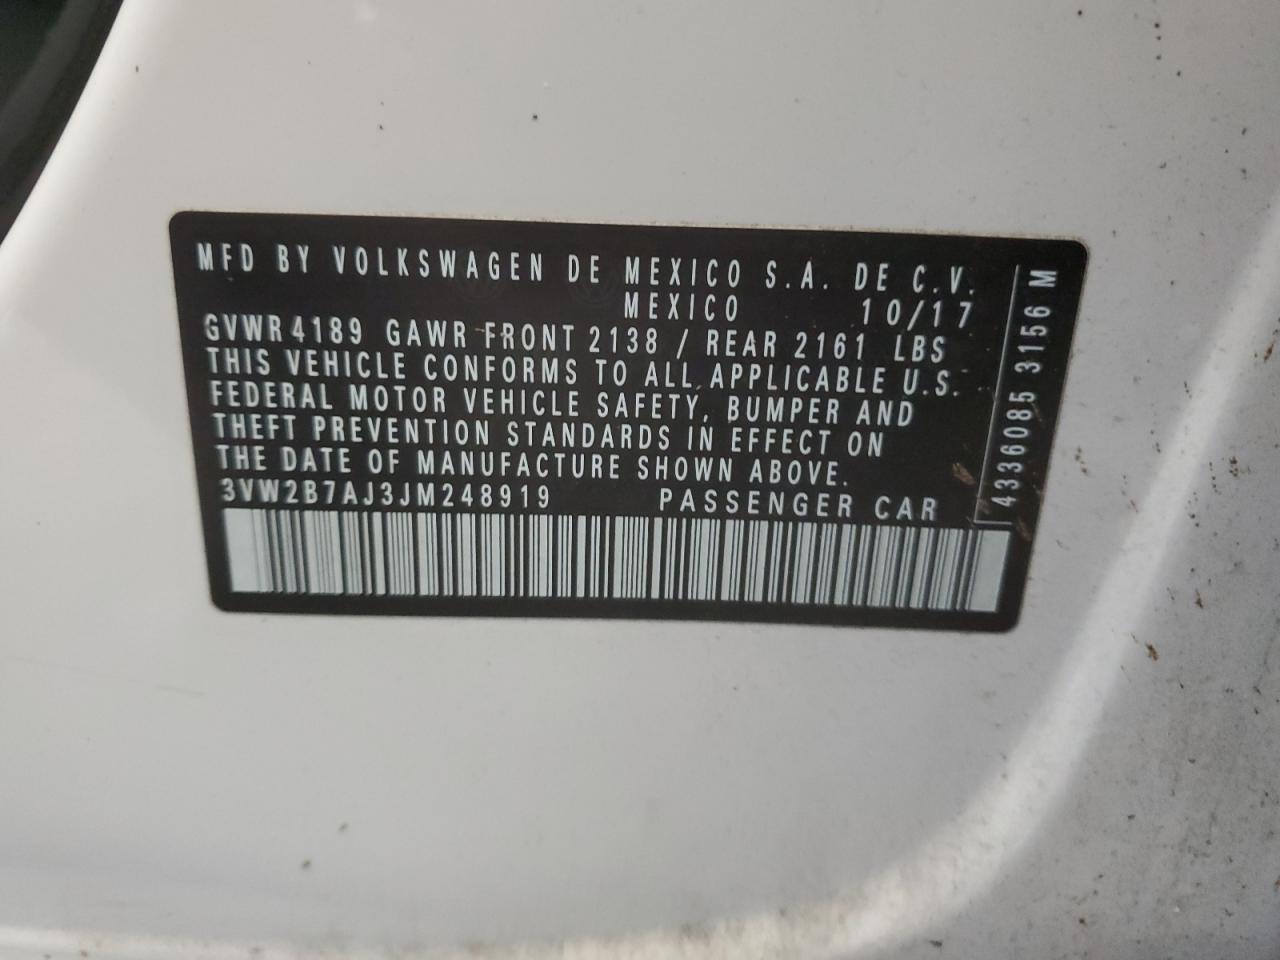 MFD BY VOLKSWAGEN DE MEXICO S.A. DE C.V.
MEXICO 10/17
GVWR 4189 GAWR FRONT 2138 / REAR 2161 LBS
THIS VEHICLE CONFORMS TO ALL APPLICABLE U.S.
FEDERAL MOTOR VEHICLE SAFETY, BUMPER AND
THEFT PREVENTION STANDARDS IN EFFECT ON
THE DATE OF MANUFACTURE SHOWN ABOVE.
3VW2B7AJ3JM248919 PASSENGER CAR
4336085 3156 M